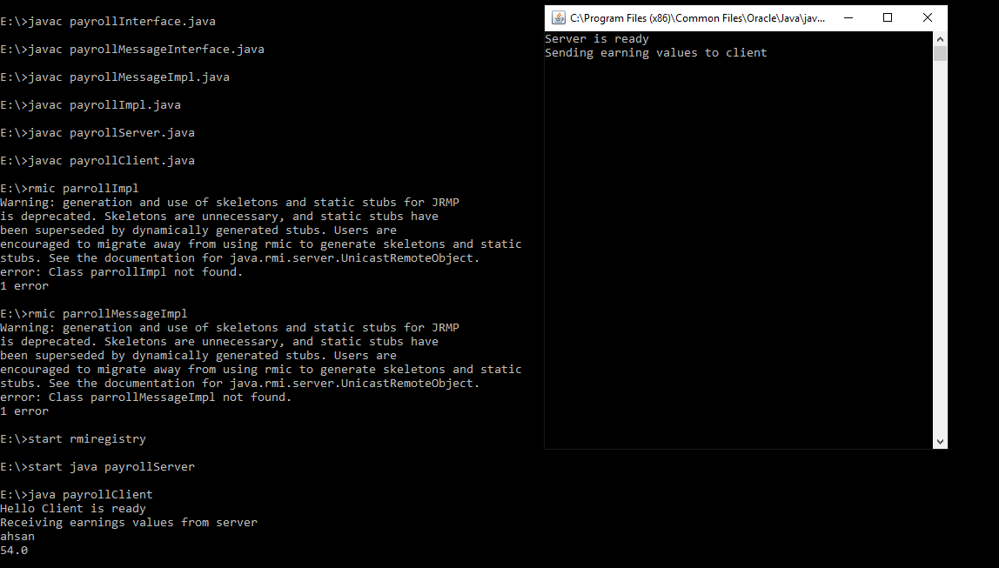 E:\>javac payrollInterface.java
E:\>javac payrollMessageInterface.java
E:\>javac payrollMessageImpl.java
E:\>javac payrollImpl.java
E:\>javac payrollServer.java
E:\>javac payrollClient.java
E:\>rmic parrollImpl
Warning: generation and use of skeletons and static stubs for JRMP
is deprecated. Skeletons are unnecessary, and static stubs have
been superseded by dynamically generated stubs. Users are
encouraged to migrate away from using rmic to generate skeletons and static
stubs. See the documentation for java.rmi.server.UnicastRemoteObject.
error: Class parrollImpl not found.
1 error
E:\>rmic parrollMessageImpl
Warning: generation and use of skeletons and static stubs for JRMP
is deprecated. Skeletons are unnecessary, and static stubs have
been superseded by dynamically generated stubs. Users are
encouraged to migrate away from using rmic to generate skeletons and static
stubs. See the documentation for java.rmi.server.UnicastRemoteObject.
error: Class parrollMessageImpl not found.
1 error
E:\>start rmiregistry
E:\>start java payrollServer
E:\>java payrollClient
Hello Client is ready
Receiving earnings values from server
ahsan
54.0
C:\Program Files (x86)\Common Files\Oracle\Java\jav...
Server is ready
Sending earning values to client